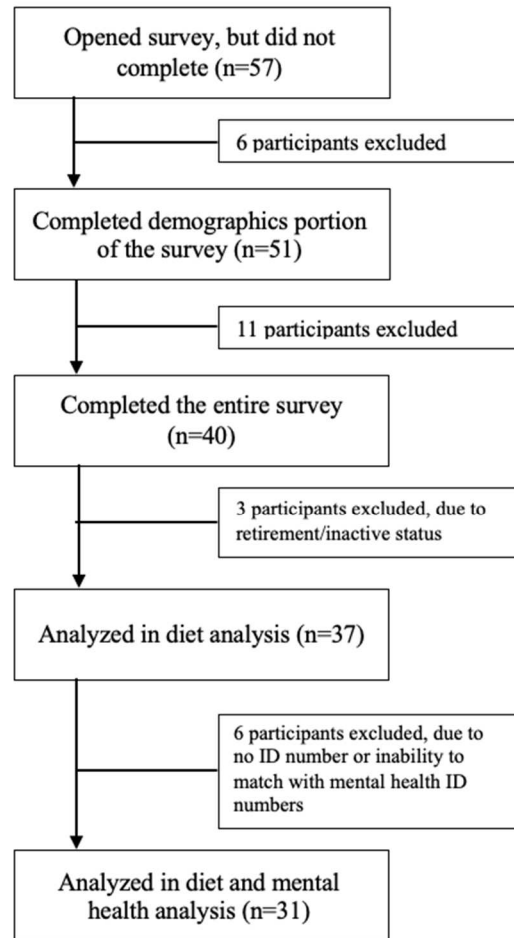 Opened survey, but did not
complete (n=57)
6 participants excluded
Completed demographics portion
of the survey (n=51)
11 participants excluded
Completed the entire survey
(n=40)
3 participants excluded, due to
retirement/inactive status
Analyzed in diet analysis (n=37)
6 participants excluded, due to
no ID number or inability to
match with mental health ID
numbers
Analyzed in diet and mental
health analysis (n=31)